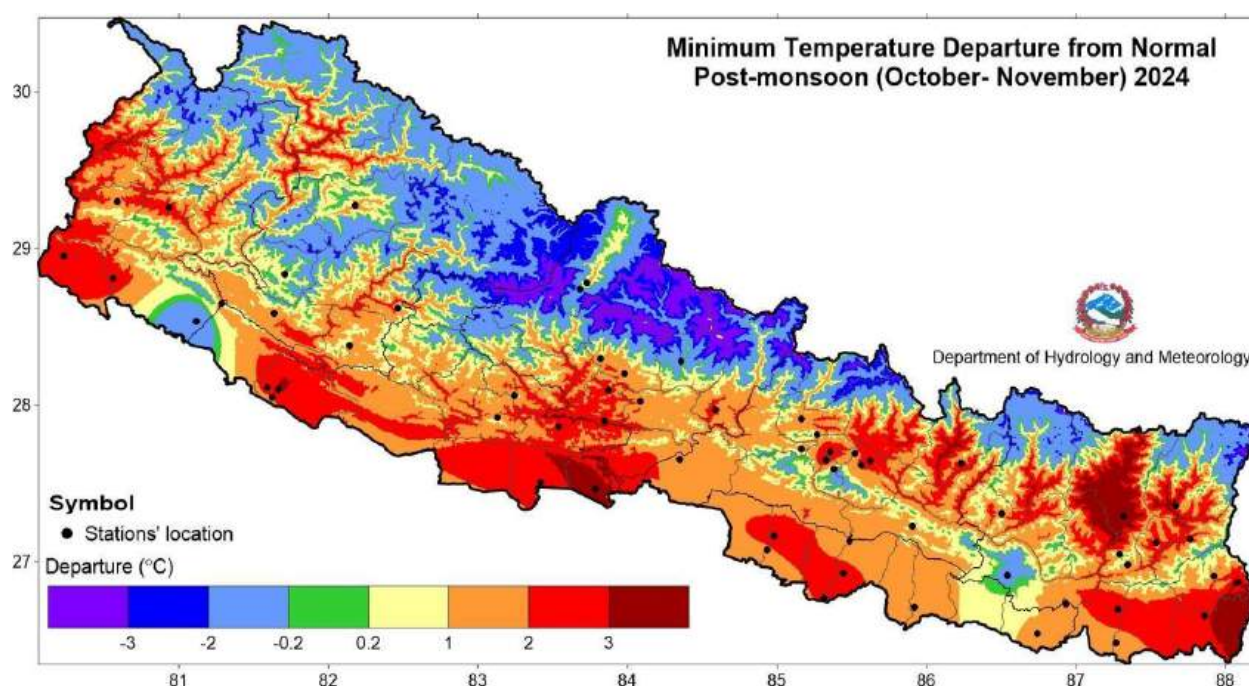 Minimum Temperature Departure from Normal
Post-monsoon (October- November) 2024
30
29
28
27
Department of Hydrology and Meteorology
Symbol
Stations' location
Departure (°C)
-3 -2 -0.2 0.2 1 2 3
81 82 83 84 85 86 87 88